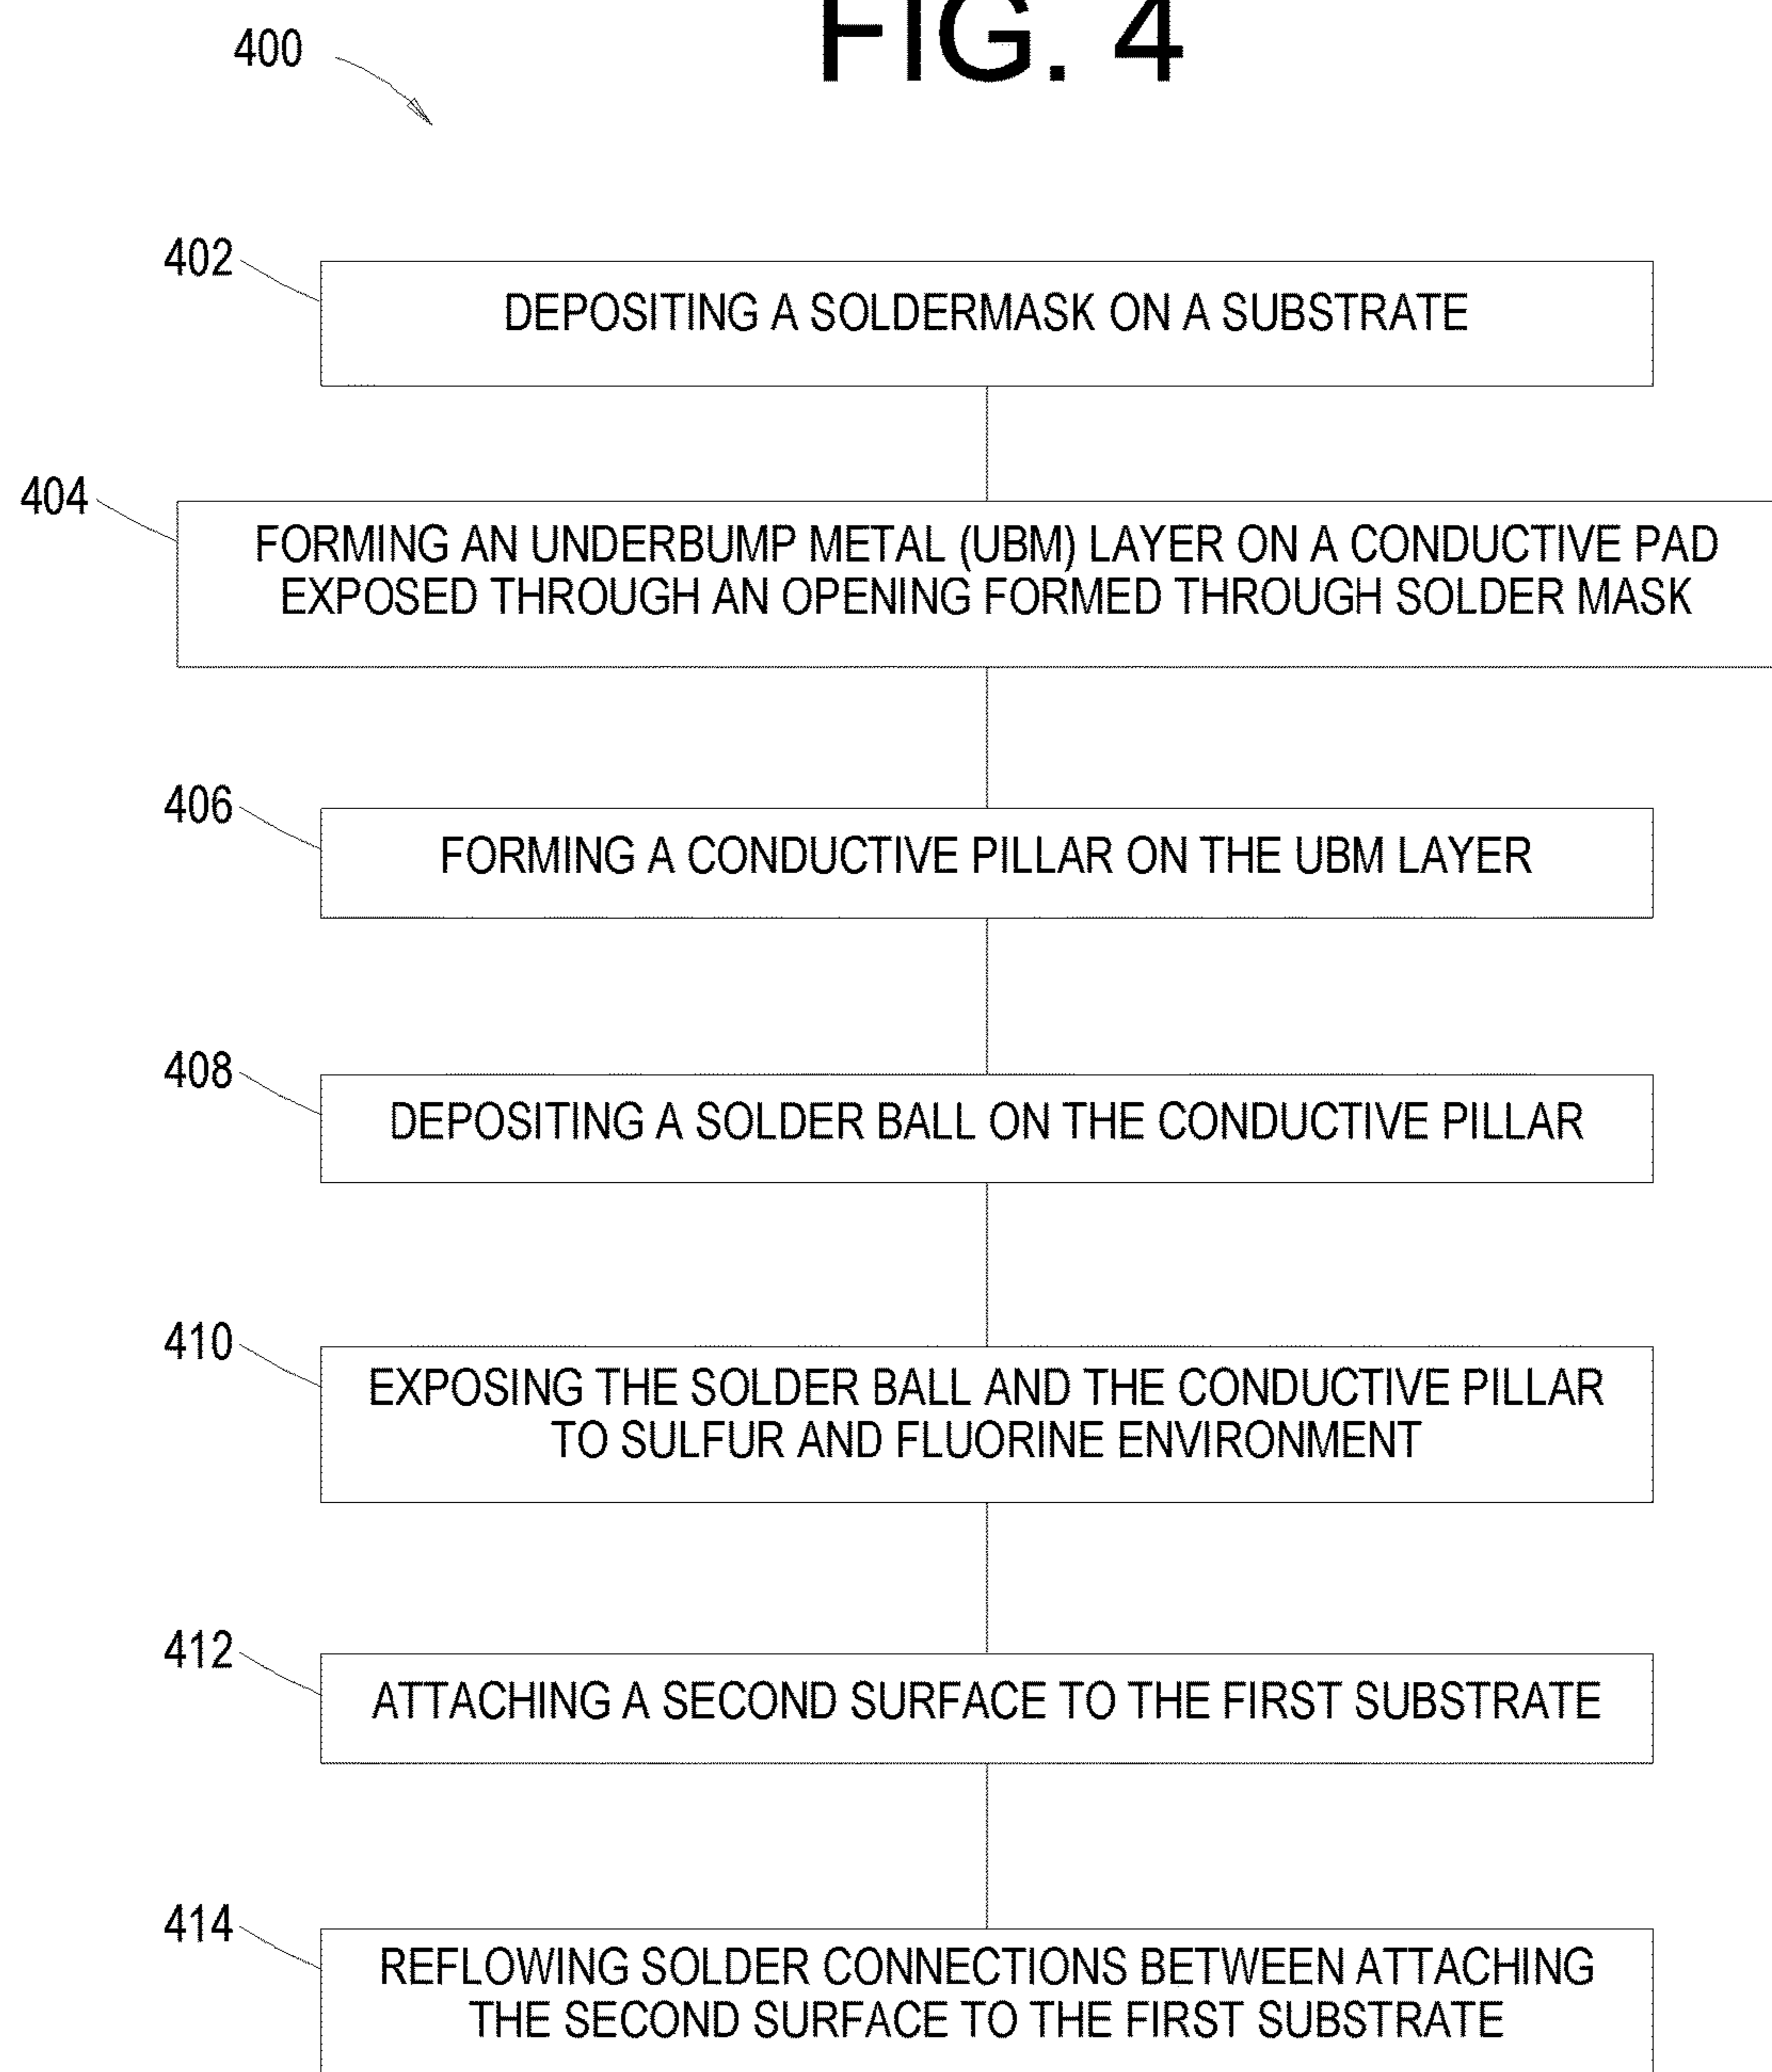 FIG. 4
400
402
DEPOSITING A SOLDERMASK ON A SUBSTRATE
404
FORMING AN UNDERBUMP METAL (UBM) LAYER ON A CONDUCTIVE PAD
EXPOSED THROUGH AN OPENING FORMED THROUGH SOLDER MASK
406
FORMING A CONDUCTIVE PILLAR ON THE UBM LAYER
408
DEPOSITING A SOLDER BALL ON THE CONDUCTIVE PILLAR
410
EXPOSING THE SOLDER BALL AND THE CONDUCTIVE PILLAR
TO SULFUR AND FLUORINE ENVIRONMENT
412
ATTACHING A SECOND SURFACE TO THE FIRST SUBSTRATE
414
REFLOWING SOLDER CONNECTIONS BETWEEN ATTACHING
THE SECOND SURFACE TO THE FIRST SUBSTRATE